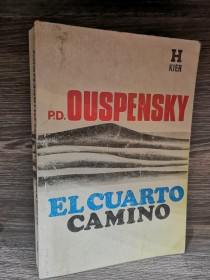 H
KIER
P.D. OUSPENSKY
EL CUARTO
CAMINO